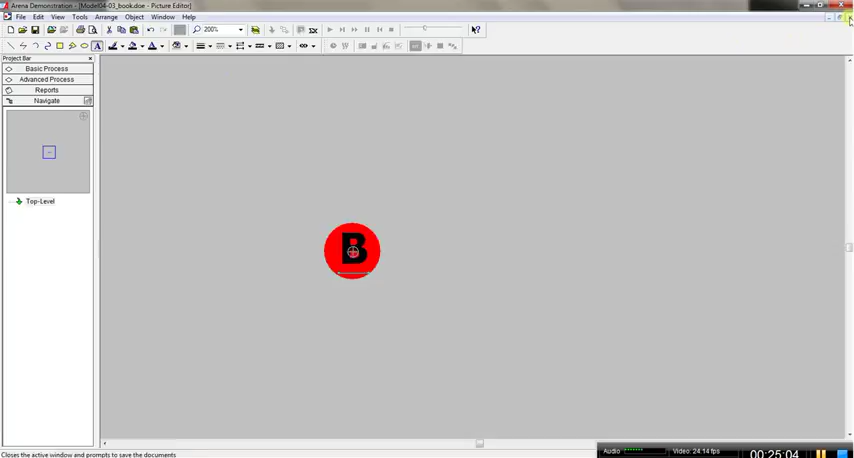 Arena Demonstration - [Model04-03_book.doe - Picture Editor]
File Edit View Tools Arrange Object Window Help
200%
A
Project Bar
Basic Process
Advanced Process
Reports
Navigate
Top-Level
B
Closes the active window and prompts to save the documents
Audio
Video: 24.14 fps
00:25:04